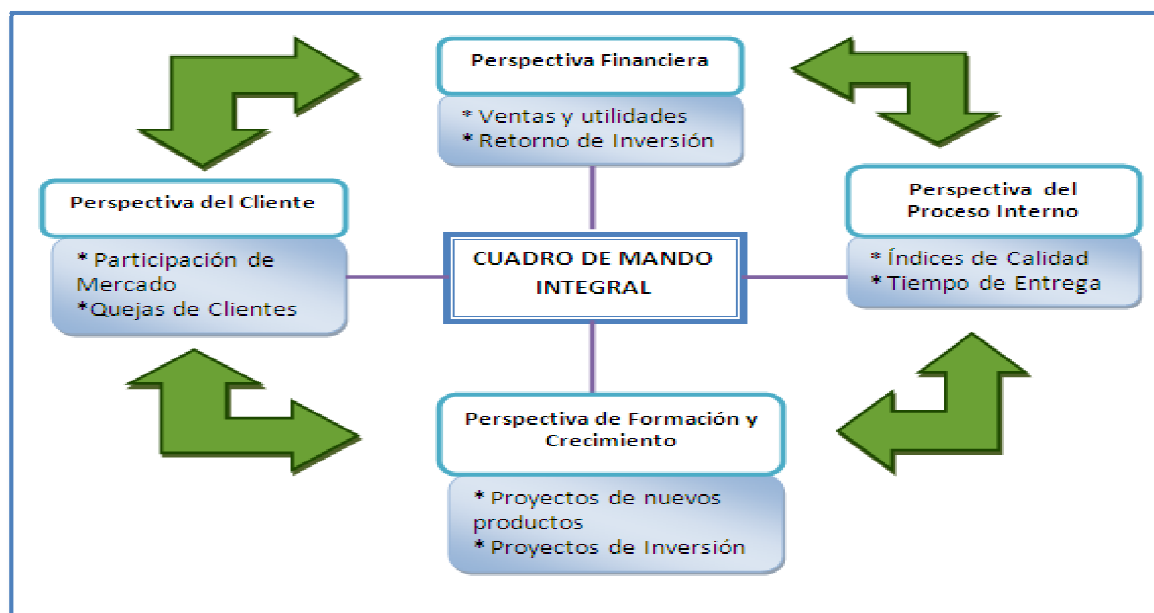 Perspectiva Financiera
* Ventas y utilidades
* Retorno de Inversión
Perspectiva del Cliente
* Participación de
Mercado
*Quejas de Clientes
CUADRO DE MANDO
INTEGRAL
Perspectiva del
Proceso Interno
* Índices de Calidad
* Tiempo de Entrega
Perspectiva de Formación y
Crecimiento
* Proyectos de nuevos
productos
* Proyectos de Inversión